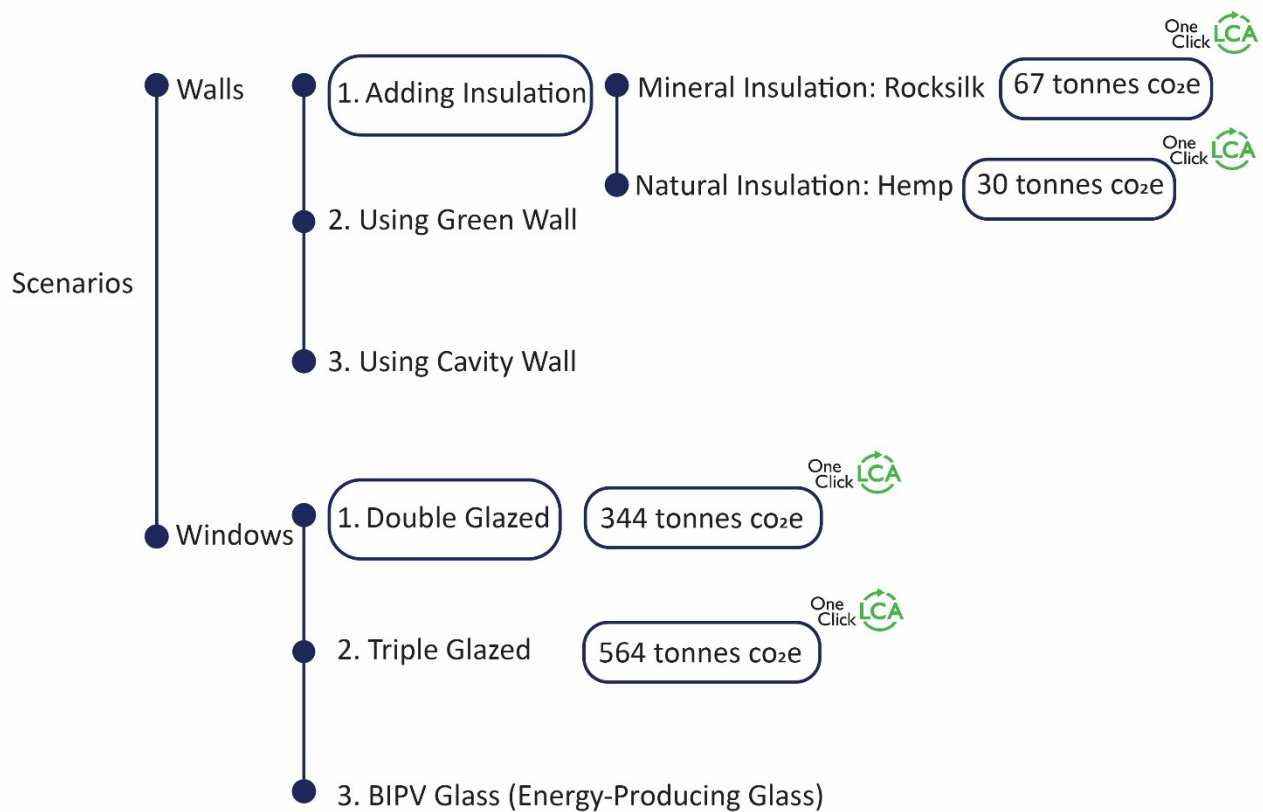 One
Click LCA
Walls
1. Adding Insulation
Mineral Insulation: Rocksilk
67 tonnes co₂e
One
Click LCA
Natural Insulation: Hemp
30 tonnes co₂e
2. Using Green Wall
Scenarios
3. Using Cavity Wall
One
Click LCA
Windows
1. Double Glazed
344 tonnes co₂e
One
Click LCA
2. Triple Glazed
564 tonnes co₂e
3. BIPV Glass (Energy-Producing Glass)